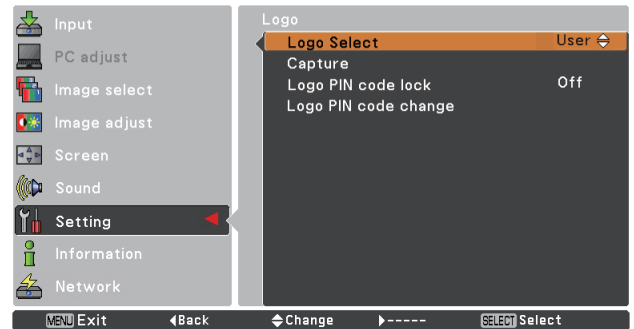 Input
PC adjust
Image select
Image adjust
Screen
Sound
Setting
Information
Network
Logo
Logo Select User
Capture
Logo PIN code lock Off
Logo PIN code change
MENU Exit Back Change ----- SELECT Select